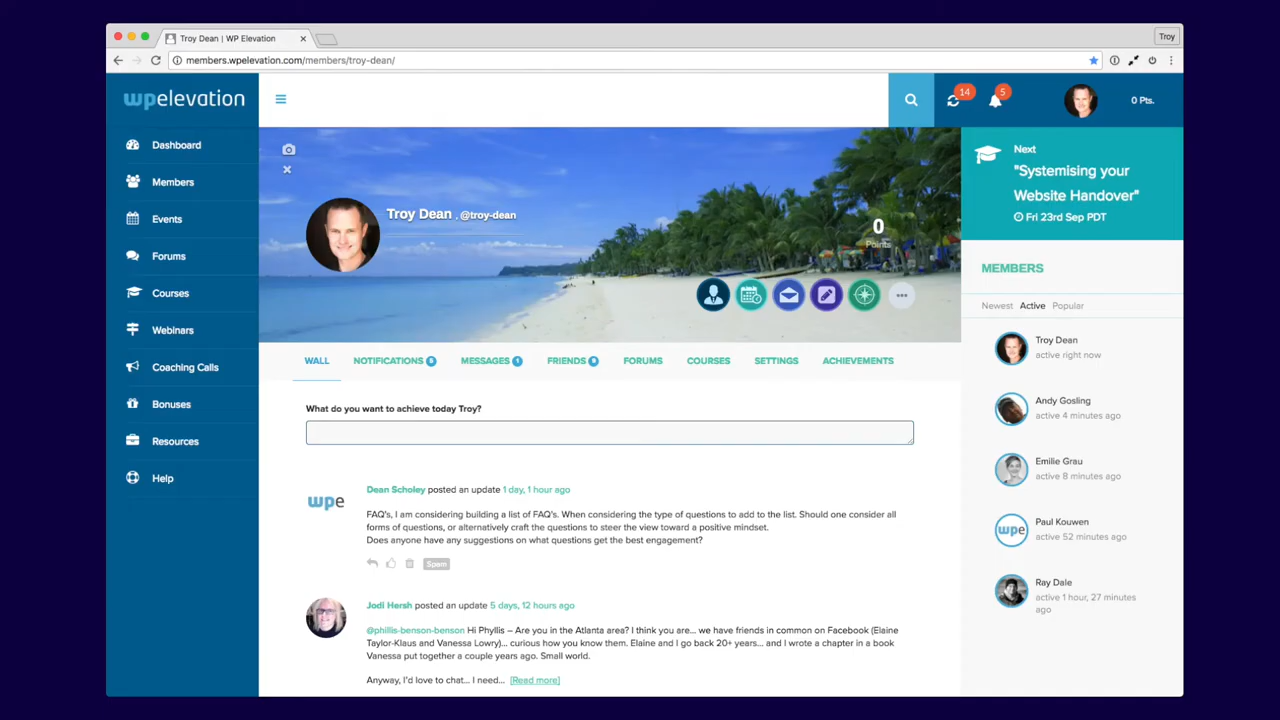 Troy Dean | WP Elevation
Troy
members.wpelevation.com/members/troy-dean/
wpelevation
14
5
0 Pts.
Dashboard
Members
Events
Forums
Courses
Webinars
Coaching Calls
Bonuses
Resources
Help
Troy Dean , @troy-dean
0
Points
Next
"Systemising your
Website Handover"
Fri 23rd Sep PDT
WALL NOTIFICATIONS MESSAGES 1 FRIENDS FORUMS COURSES SETTINGS ACHIEVEMENTS
What do you want to achieve today Troy?
wpe
Dean Scholey posted an update 1 day, 1 hour ago
FAQ's, I am considering building a list of FAQ's. When considering the type of questions to add to the list. Should one consider all
forms of questions, or alternatively craft the questions to steer the view toward a positive mindset.
Does anyone have any suggestions on what questions get the best engagement?
Spam
Jodi Hersh posted an update 5 days, 12 hours ago
@phillis-benson-benson Hi Phyllis – Are you in the Atlanta area? I think you are... we have friends in common on Facebook (Elaine
Taylor-Klaus and Vanessa Lowry)... curious how you know them. Elaine and I go back 20+ years... and I wrote a chapter in a book
Vanessa put together a couple years ago. Small world.
Anyway, I'd love to chat... I need... [Read more]
MEMBERS
Newest Active Popular
Troy Dean
active right now
Andy Gosling
active 4 minutes ago
Emilie Grau
active 8 minutes ago
wpe
Paul Kouwen
active 52 minutes ago
Ray Dale
active 1 hour, 27 minutes
ago